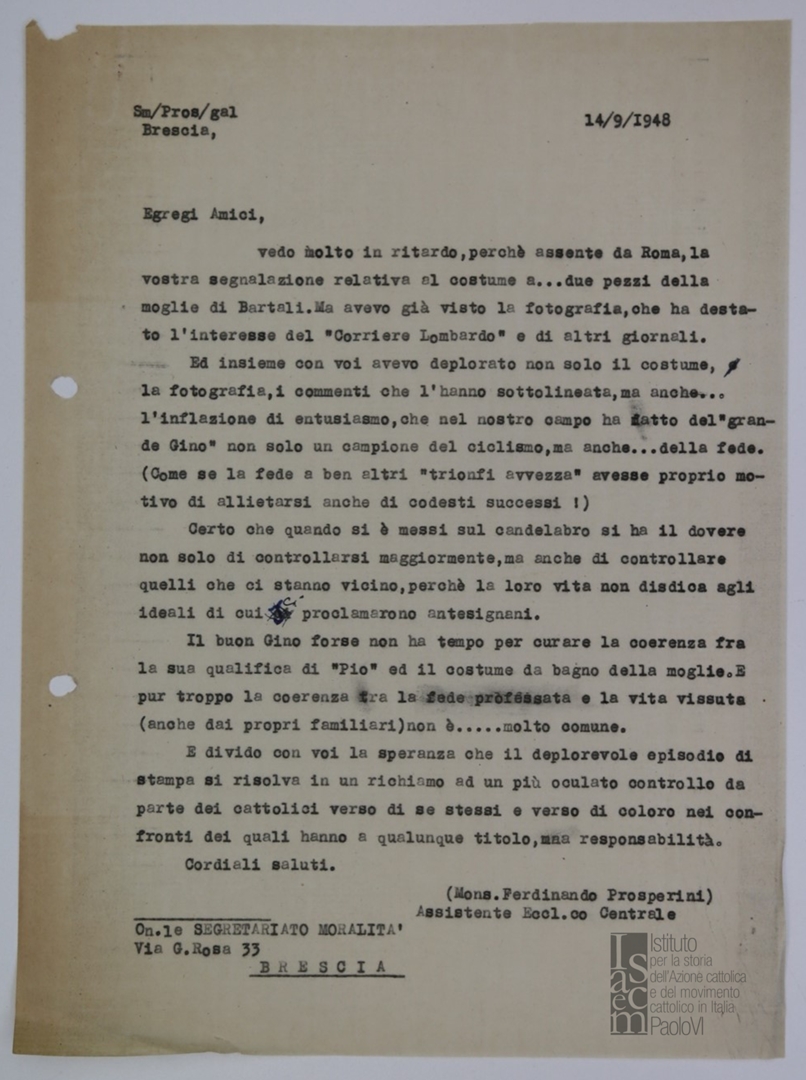 Sm/Pros/gal
Brescia,
14/9/I948
Egregi Amici,
vedo molto in ritardo,perchè assente da Roma,la
vostra segnalazione relativa al costume a...due pezzi della
moglie di Bartali.Ma avevo già visto la fotografia,che ha desta-
to l'interesse del "Corriere Lombardo" e di altri giornali.
Ed insieme con voi avevo deplorato non solo il costume,
la fotografia,i commenti che l'hanno sottolineata,ma anche...
l'inflazione di entusiasmo,che nel nostro campo ha fatto del"gran-
de Gino" non solo un campione del ciclismo,ma anche...della fede.
(Come se la fede a ben altri "trionfi avvezza" avesse proprio mo-
tivo di allietarsi anche di codesti successi !)
Certo che quando si è messi sul candelabro si ha il dovere
non solo di controllarsi maggiormente,ma anche di controllare
quelli che ci stanno vicino,perchè la loro vita non disdica agli
ideali di cui proclamarono antesignani.
Il buon Gino forse non ha tempo per curare la coerenza fra
la sua qualifica di "Pio" ed il costume da bagno della moglie.E
pur troppo la coerenza fra la fede professata e la vita vissuta
(anche dai propri familiari)non è.....molto comune.
E divido con voi la speranza che il deplorevole episodio di
stampa si risolva in un richiamo ad un più oculato controllo da
parte dei cattolici verso di se stessi e verso di coloro nei con-
fronti dei quali hanno a qualunque titolo, responsabilità.
Cordiali saluti.
(Mons.Ferdinando Prosperini)
Assistente Eccl.co Centrale
On.le SEGRETARIATO MORALITA'
Via G.Rosa 33
BRESCIA
Isacem
Istituto
per la storia
dell'Azione cattolica
e del movimento
cattolico in Italia
PaoloVI